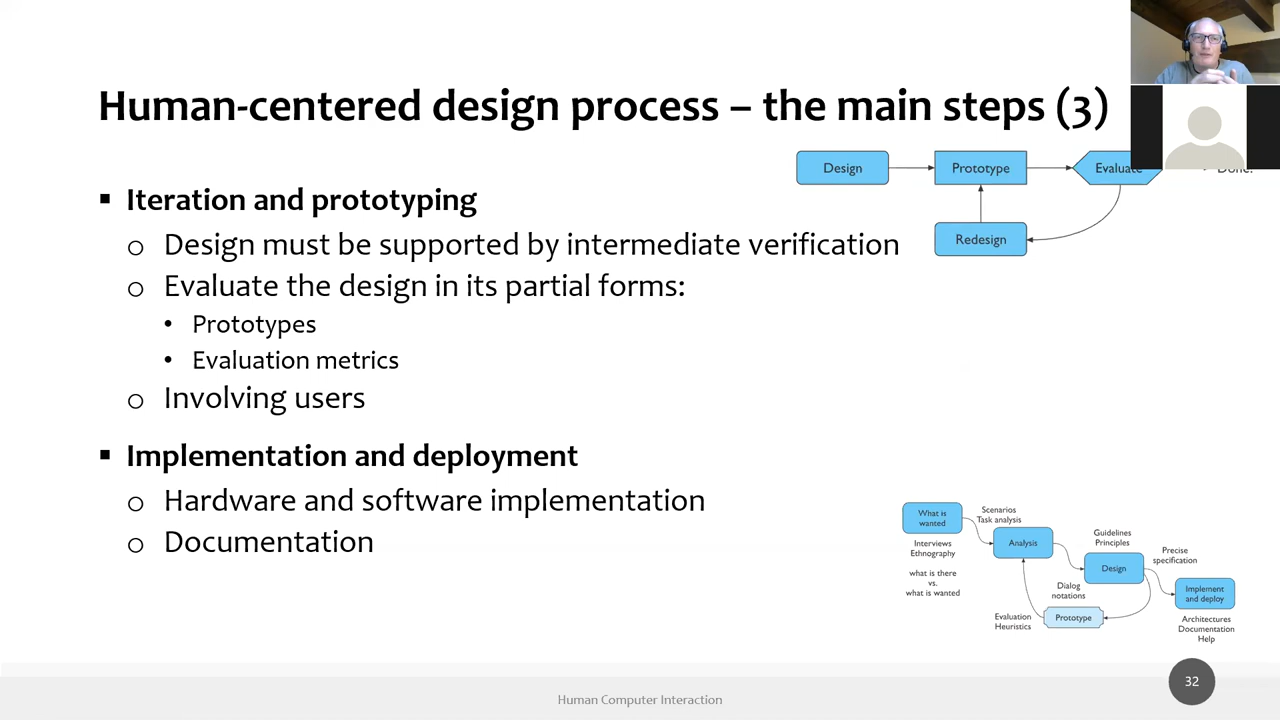 Human-centered design process – the main steps (3)
Design
Prototype
Evaluate
Done!
Redesign
▪ Iteration and prototyping
o Design must be supported by intermediate verification
o Evaluate the design in its partial forms:
• Prototypes
• Evaluation metrics
o Involving users
▪ Implementation and deployment
o Hardware and software implementation
o Documentation
What is
wanted
Scenarios
Task analysis
Interviews
Ethnography
what is there
vs.
what is wanted
Analysis
Guidelines
Principles
Design
Precise
specification
Dialog
notations
Implement
and deploy
Evaluation
Heuristics
Prototype
Architectures
Documentation
Help
Human Computer Interaction
32